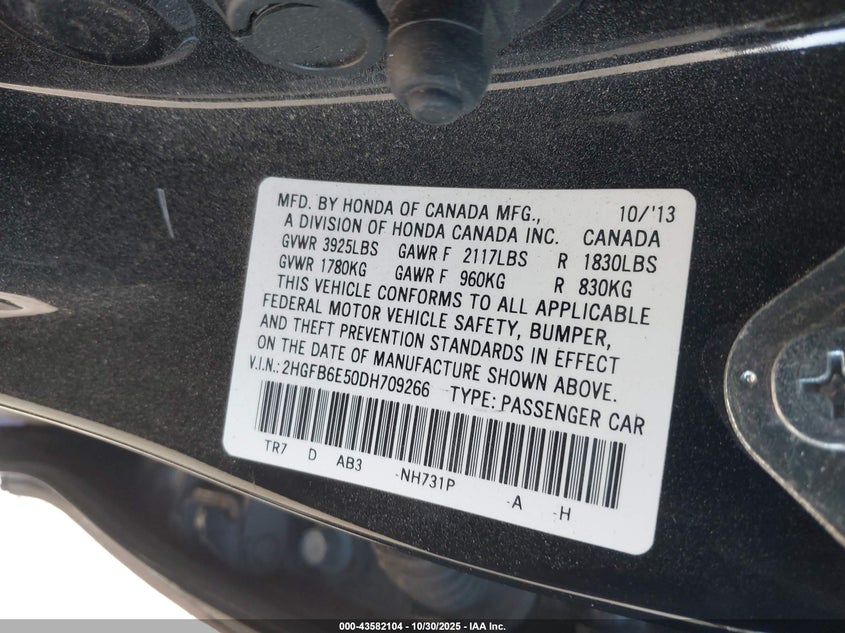 MFD. BY HONDA OF CANADA MFG., 10/'13
A DIVISION OF HONDA CANADA INC. CANADA
GVWR 3925LBS GAWR F 2117LBS R 1830LBS
GVWR 1780KG GAWR F 960KG R 830KG
THIS VEHICLE CONFORMS TO ALL APPLICABLE
FEDERAL MOTOR VEHICLE SAFETY, BUMPER,
AND THEFT PREVENTION STANDARDS IN EFFECT
ON THE DATE OF MANUFACTURE SHOWN ABOVE.
V.I.N.: 2HGFB6E50DH709266 TYPE: PASSENGER CAR
TR7 D AB3 -NH731P -A -H
000-43582104 - 10/30/2025 - IAA Inc.